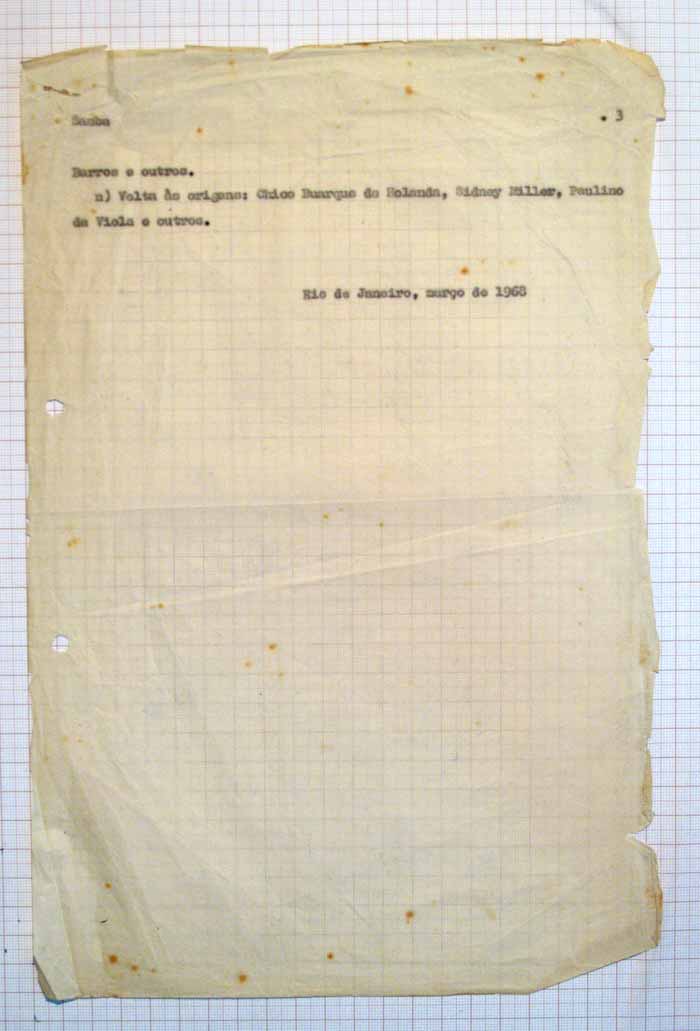 Samba . 3
Barros e outros.
n) Volta às origens: Chico Buarque de Holanda, Sidney Miller, Paulino
da Viola e outros.
Rio de Janeiro, março de 1968